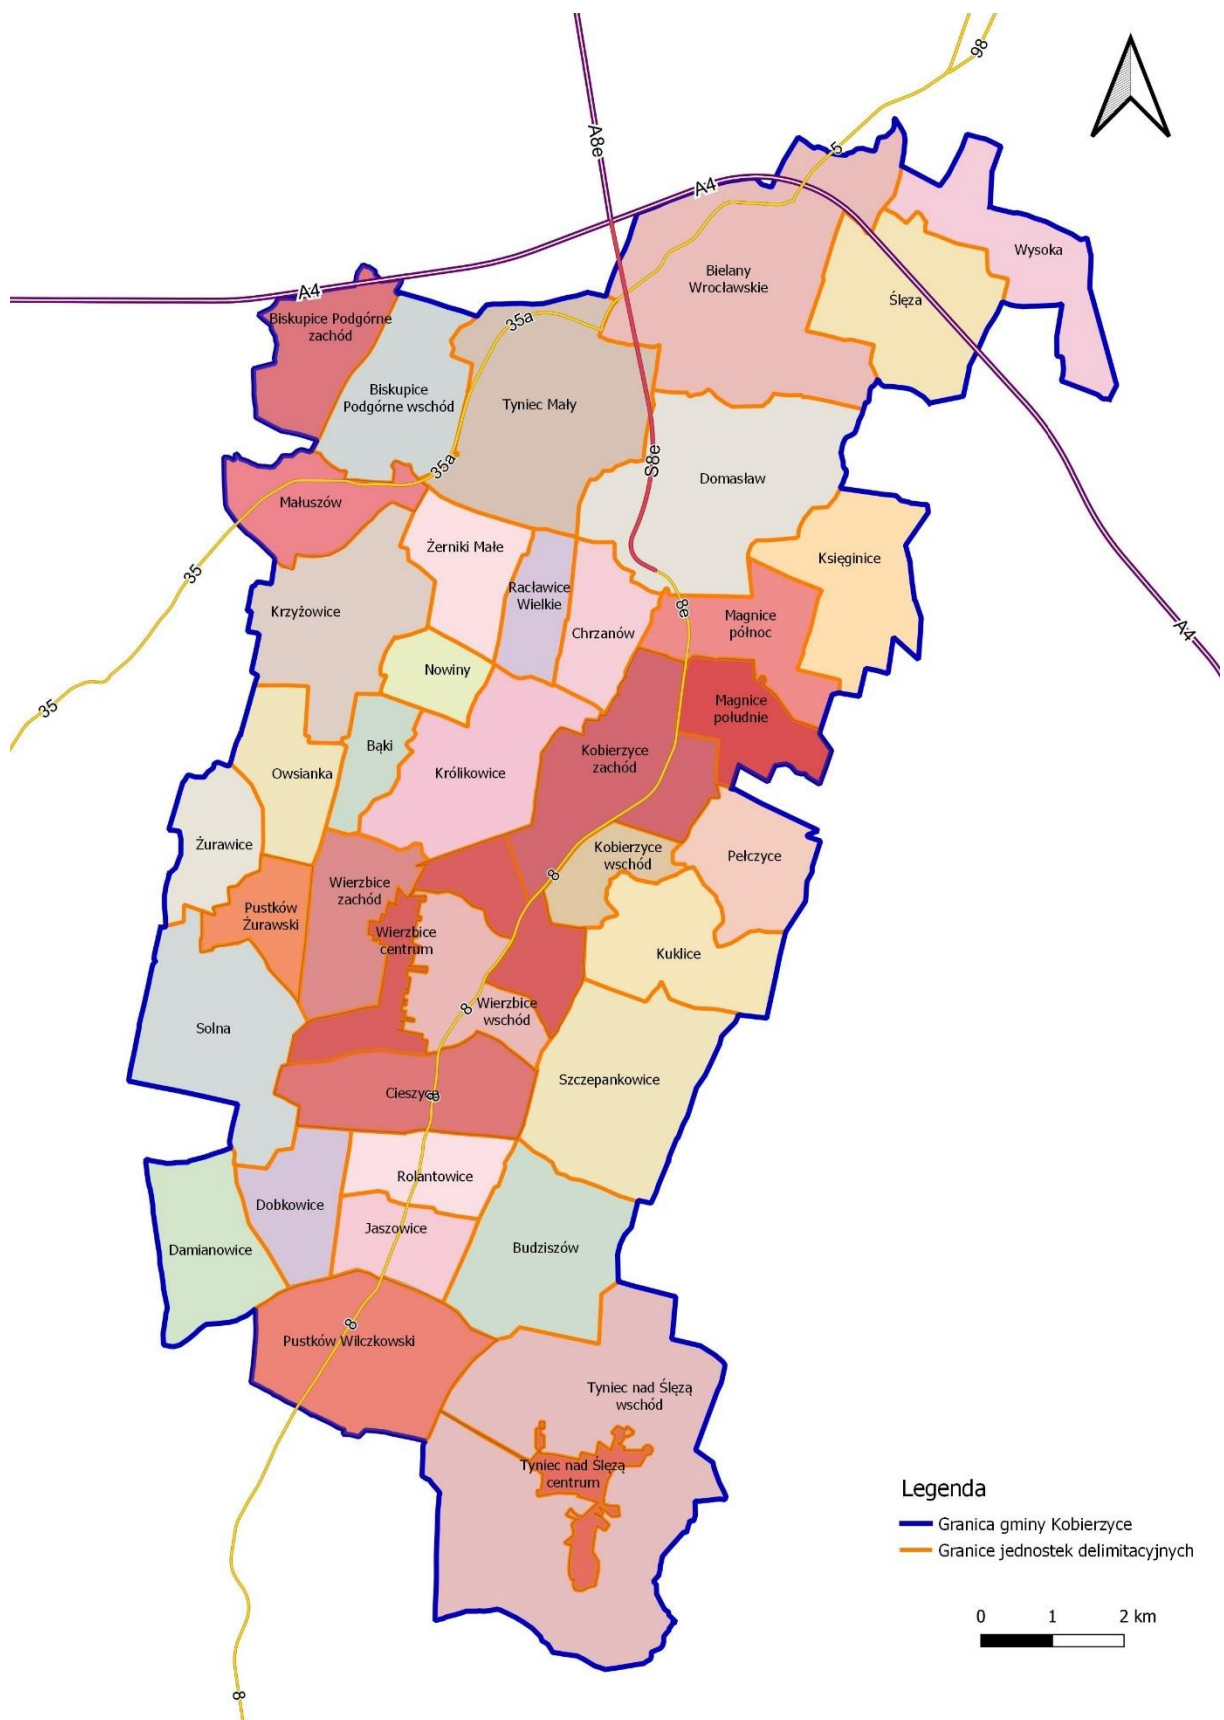 98
A8e
5
A4
Wysoka
Bielany
Wrocławskie
Ślęza
A4
Biskupice Podgórne
zachód
35a
Biskupice
Podgórne wschód
Tyniec Mały
35a
S8e
Domasław
Małuszów
Żerniki Małe
Księginice
35
Racławice
Wielkie
Krzyżowice
8e
Magnice
północ
Chrzanów
A4
Nowiny
35
Magnice
południe
Bąki
Kobierzyce
zachód
Owsianka
Królikowice
Żurawice
Kobierzyce
wschód
Pełczyce
8
Wierzbice
zachód
Pustków
Żurawski
Wierzbice
centrum
Kuklice
8
Wierzbice
wschód
Solna
Szczepankowice
Cieszyce
8
Rolantowice
Dobkowice
Jaszowice
Damianowice
Budziszów
8
Pustków Wilczkowski
Tyniec nad Ślęzą
wschód
Tyniec nad Ślęzą
centrum
Legenda
Granica gminy Kobierzyce
Granice jednostek delimitacyjnych
0 1 2 km
8